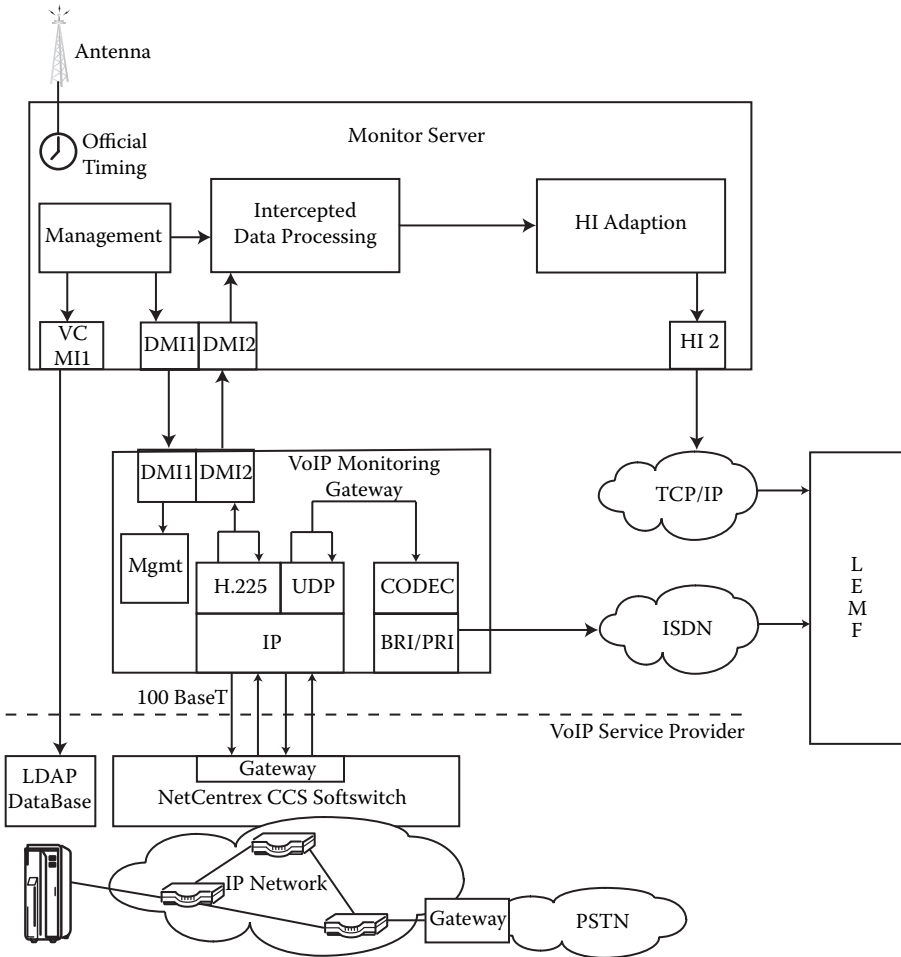 Antenna
Monitor Server
Official
Timing
Management
Intercepted
Data Processing
HI Adaption
VC
MI1
DMI1
DMI2
HI 2
DMI1
DMI2
VoIP Monitoring
Gateway
TCP/IP
Mgmt
H.225
UDP
CODEC
IP
BRI/PRI
ISDN
L
E
M
F
100 BaseT
VoIP Service Provider
LDAP
DataBase
Gateway
NetCentrex CCS Softswitch
IP Network
Gateway
PSTN